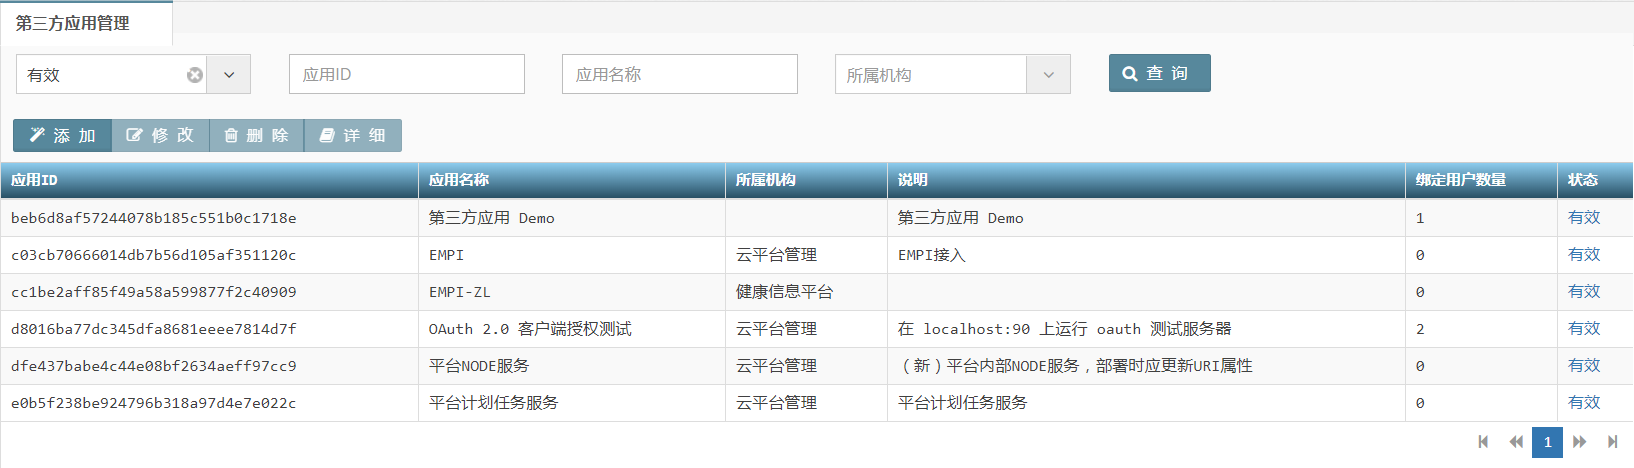 第三方应用管理
有效 应用ID 应用名称 所属机构 查 询
添 加 修 改 删 除 详 细
应用ID 应用名称 所属机构 说明 绑定用户数量 状态
beb6d8af57244078b185c551b0c1718e 第三方应用 Demo 第三方应用 Demo 1 有效
c03cb70666014db7b56d105af351120c EMPI 云平台管理 EMPI接入 0 有效
cc1be2aff85f49a58a599877f2c40909 EMPI-ZL 健康信息平台 0 有效
d8016ba77dc345dfa8681eeee7814d7f OAuth 2.0 客户端授权测试 云平台管理 在 localhost:90 上运行 oauth 测试服务器 2 有效
dfe437babe4c44e08bf2634aeff97cc9 平台NODE服务 云平台管理 （新）平台内部NODE服务，部署时应更新URI属性 0 有效
e0b5f238be924796b318a97d4e7e022c 平台计划任务服务 云平台管理 平台计划任务服务 0 有效
1